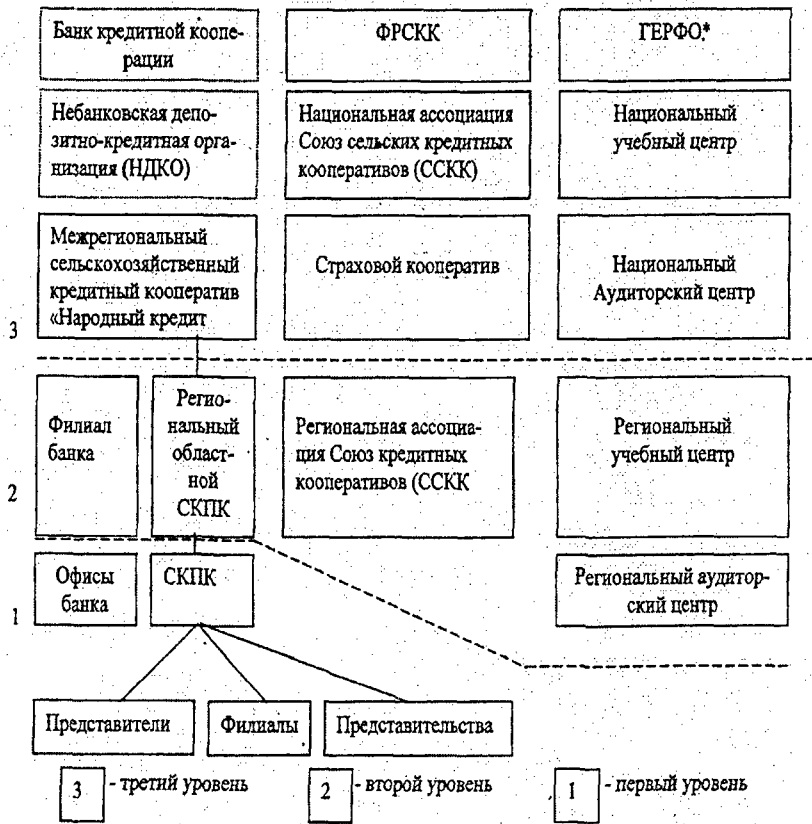 Банк кредитной коопе-
рации
ФРСКК
ГЕРФО*
Небанковская депо-
зитно-кредитная орга-
низация (НДКО)
Национальная ассоциация
Союз сельских кредитных
кооперативов (ССКК)
Национальный
учебный центр
Межрегиональный
сельскохозяйственный
кредитный кооператив
«Народный кредит
Страховой кооператив
Национальный
Аудиторский центр
3
Филиал
банка
Регио-
нальный
област-
ной
СКПК
Региональная ассоциа-
ция Союз кредитных
кооперативов (ССКК
Региональный
учебный центр
2
Офисы
банка
СКПК
Региональный аудитор-
ский центр
1
Представители
Филиалы
Представительства
3 - третий уровень
2 - второй уровень
1 - первый уровень